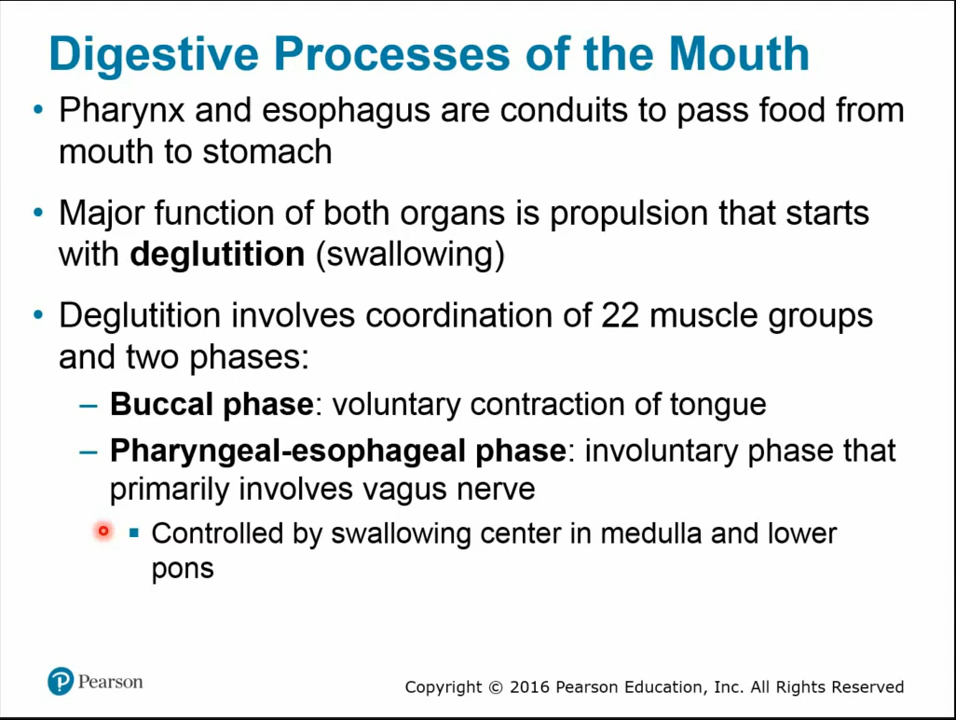 Digestive Processes of the Mouth
• Pharynx and esophagus are conduits to pass food from
mouth to stomach
• Major function of both organs is propulsion that starts
with deglutition (swallowing)
• Deglutition involves coordination of 22 muscle groups
and two phases:
– Buccal phase: voluntary contraction of tongue
– Pharyngeal-esophageal phase: involuntary phase that
primarily involves vagus nerve
▪ Controlled by swallowing center in medulla and lower
pons
P Pearson
Copyright © 2016 Pearson Education, Inc. All Rights Reserved